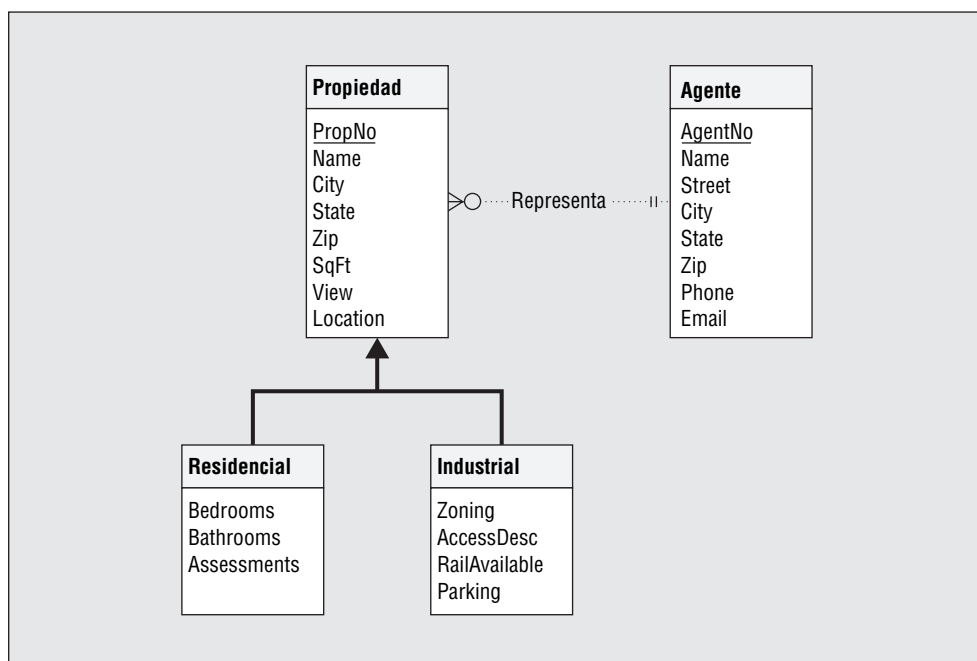 Propiedad
PropNo
Name
City
State
Zip
SqFt
View
Location
Representa
Agente
AgentNo
Name
Street
City
State
Zip
Phone
Email
Residencial
Bedrooms
Bathrooms
Assessments
Industrial
Zoning
AccessDesc
RailAvailable
Parking